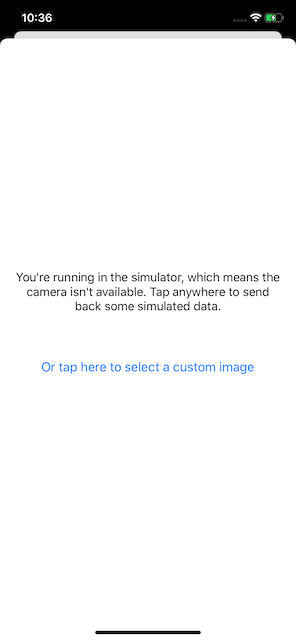 10:36
You're running in the simulator, which means the
camera isn't available. Tap anywhere to send
back some simulated data.
Or tap here to select a custom image